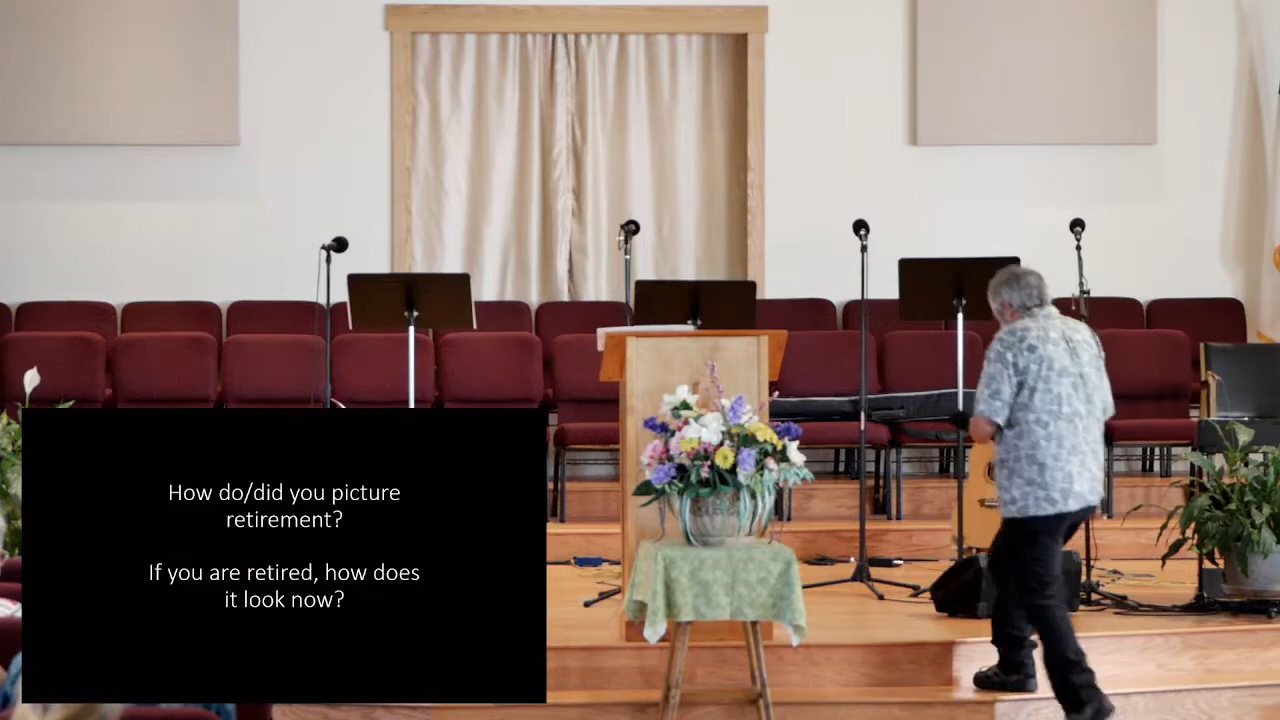 How do/did you picture
retirement?
If you are retired, how does
it look now?